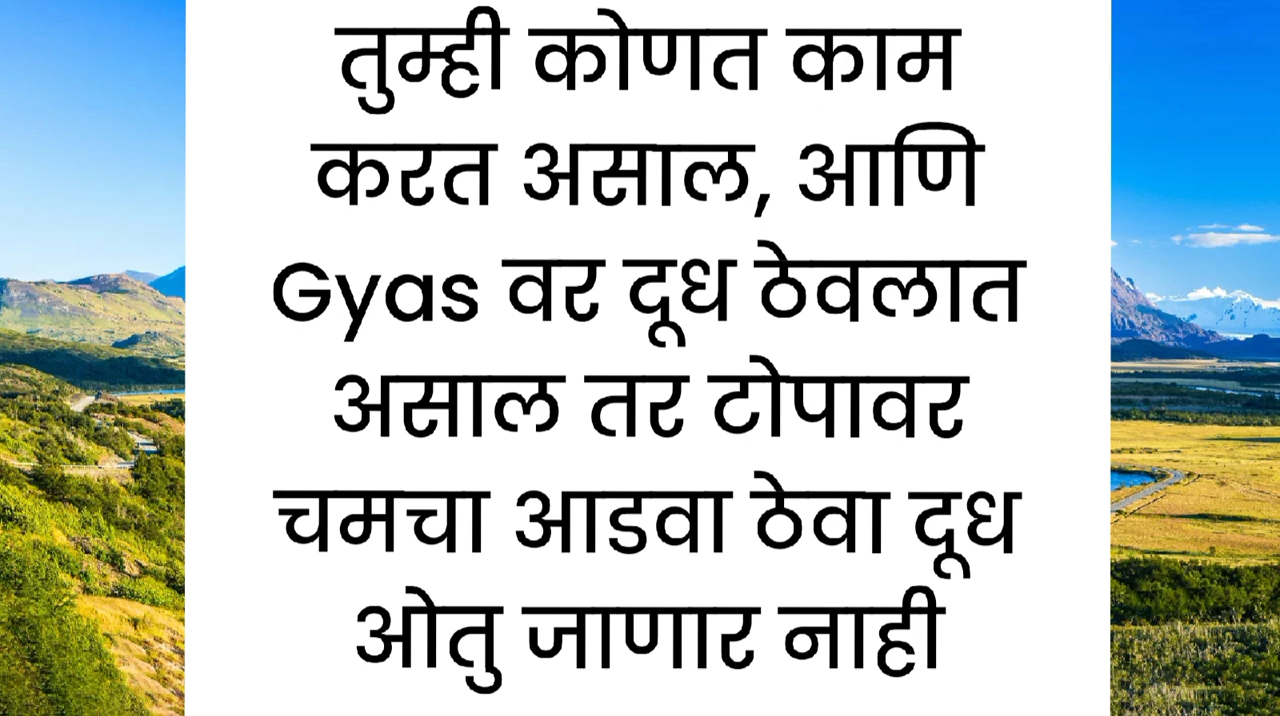 तुम्ही कोणत काम
करत असाल, आणि
Gyas वर दूध ठेवलात
असाल तर टोपावर
चमचा आडवा ठेवा दूध
ओतु जाणार नाही